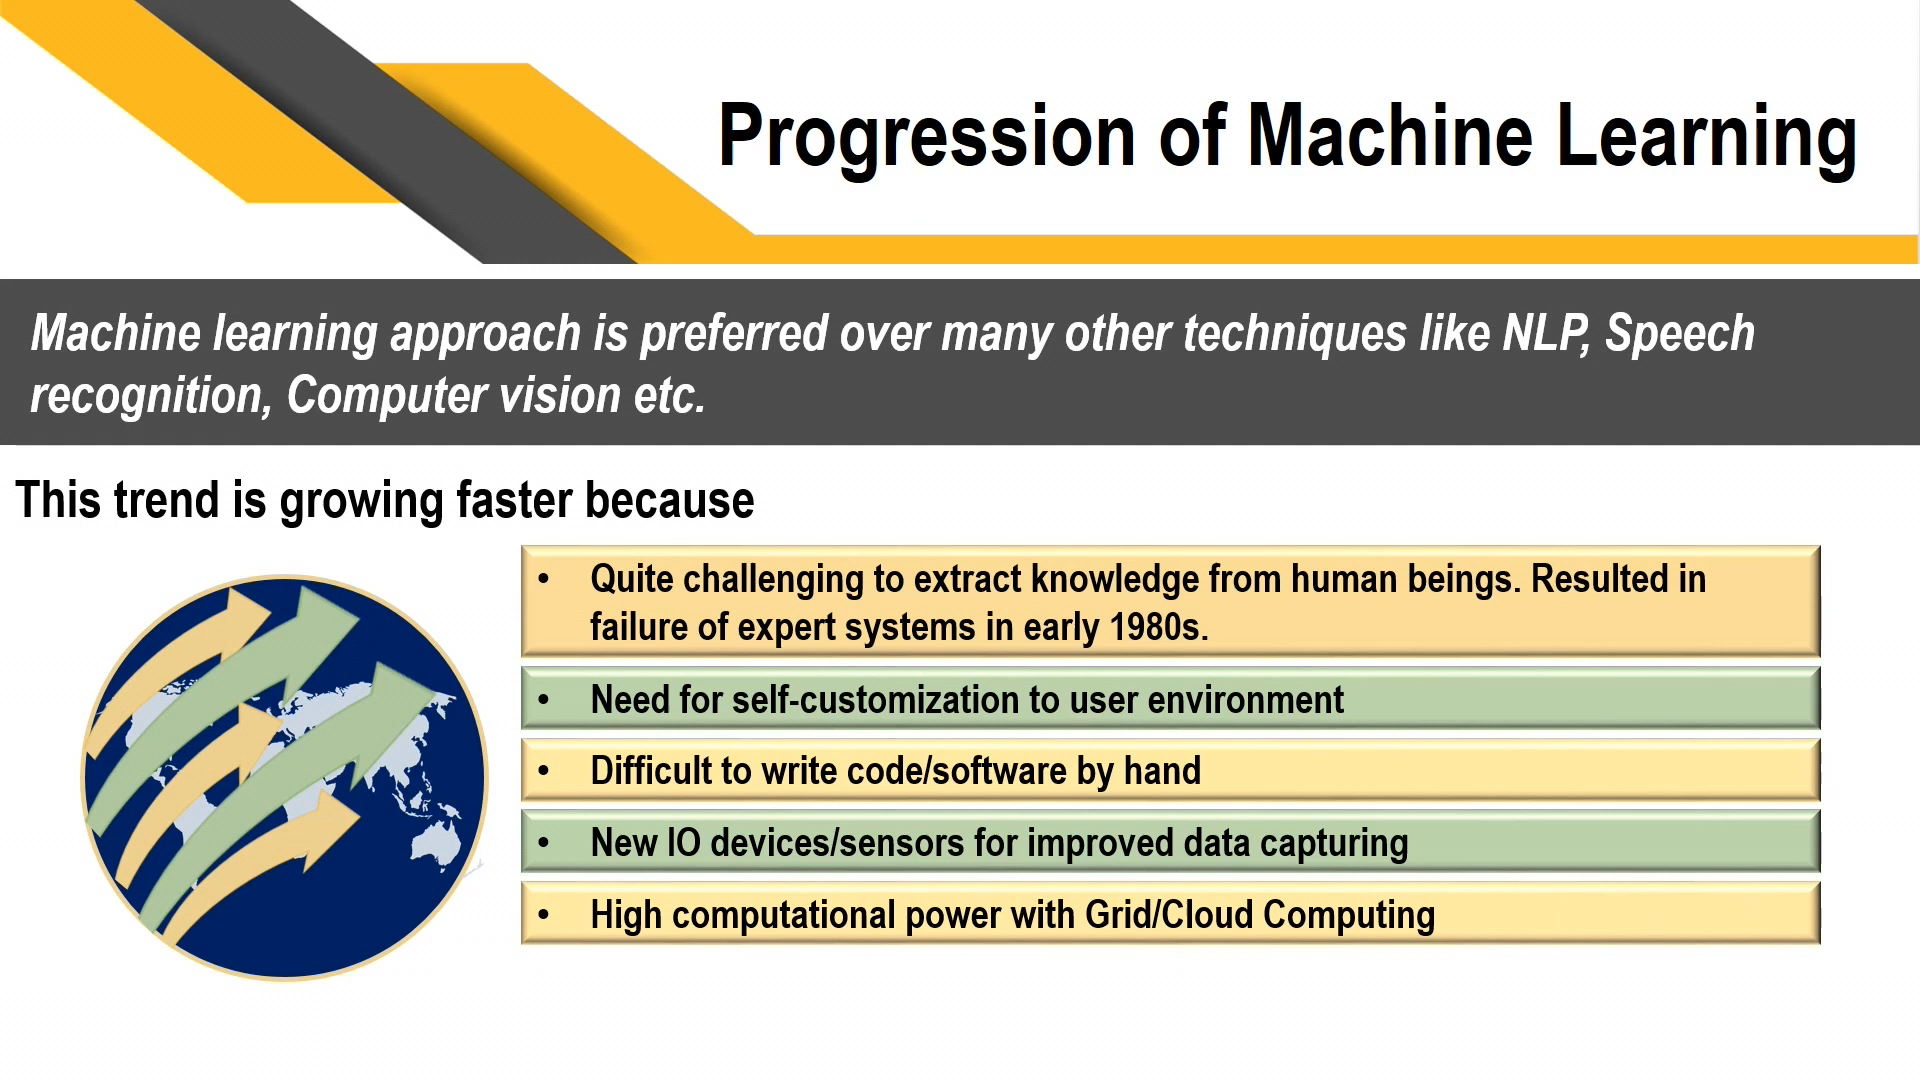 Progression of Machine Learning
Machine learning approach is preferred over many other techniques like NLP, Speech
recognition, Computer vision etc.
This trend is growing faster because
• Quite challenging to extract knowledge from human beings. Resulted in
failure of expert systems in early 1980s.
• Need for self-customization to user environment
• Difficult to write code/software by hand
• New IO devices/sensors for improved data capturing
• High computational power with Grid/Cloud Computing